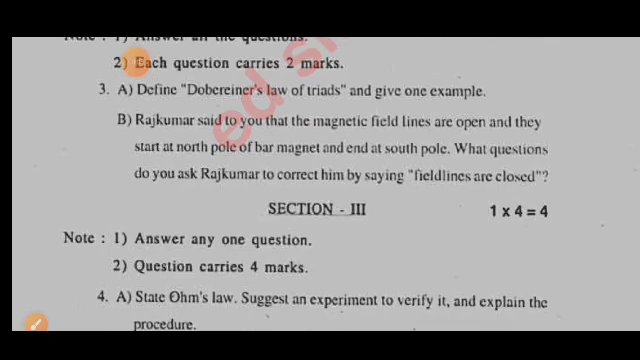 Note : 1) Answer all the questions.
2) Each question carries 2 marks.
3. A) Define "Dobereiner's law of triads" and give one example.
B) Rajkumar said to you that the magnetic field lines are open and they
start at north pole of bar magnet and end at south pole. What questions
do you ask Rajkumar to correct him by saying "fieldlines are closed"?
SECTION - III 1 x 4 = 4
Note : 1) Answer any one question.
2) Question carries 4 marks.
4. A) State Ohm's law. Suggest an experiment to verify it, and explain the
procedure.